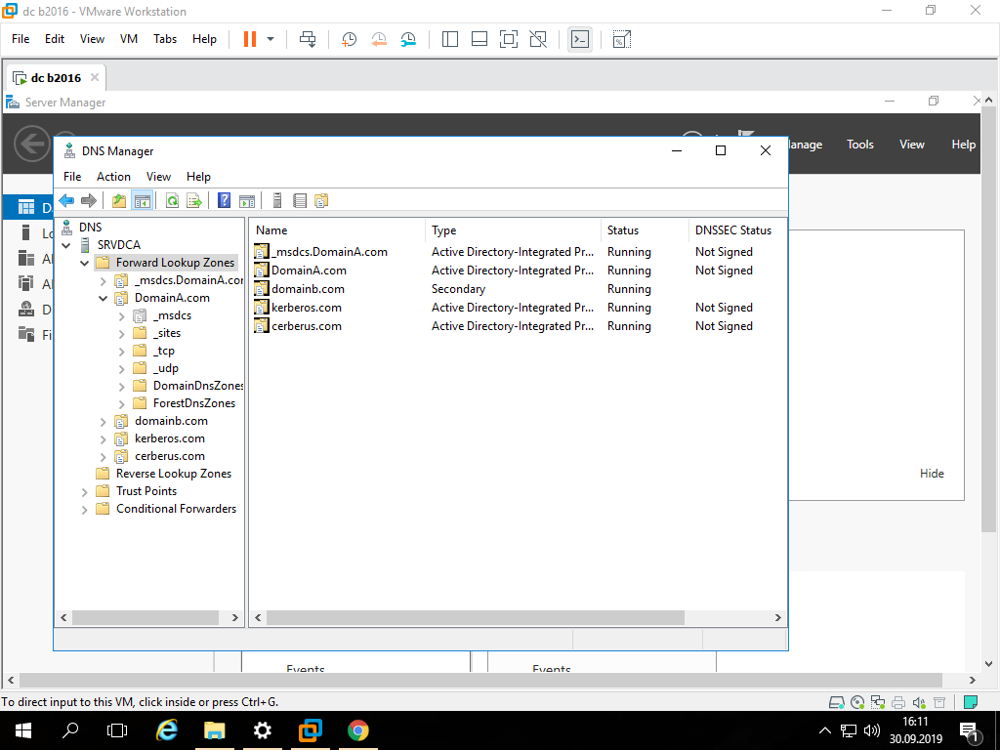 dc b2016 - VMware Workstation
File Edit View VM Tabs Help
dc b2016
Server Manager
Tools View Help
DNS Manager
File Action View Help
DNS
SRVDCA
Forward Lookup Zones
_msdcs.DomainA.cor
DomainA.com
_msdcs
_sites
_tcp
_udp
DomainDnsZones
ForestDnsZones
domainb.com
kerberos.com
cerberus.com
Reverse Lookup Zones
Trust Points
Conditional Forwarders
Name Type Status DNSSEC Status
_msdcs.DomainA.com Active Directory-Integrated Pr... Running Not Signed
DomainA.com Active Directory-Integrated Pr... Running Not Signed
domainb.com Secondary Running
kerberos.com Active Directory-Integrated Pr... Running Not Signed
cerberus.com Active Directory-Integrated Pr... Running Not Signed
Hide
Events Events
To direct input to this VM, click inside or press Ctrl+G.
16:11
30.09.2019
1